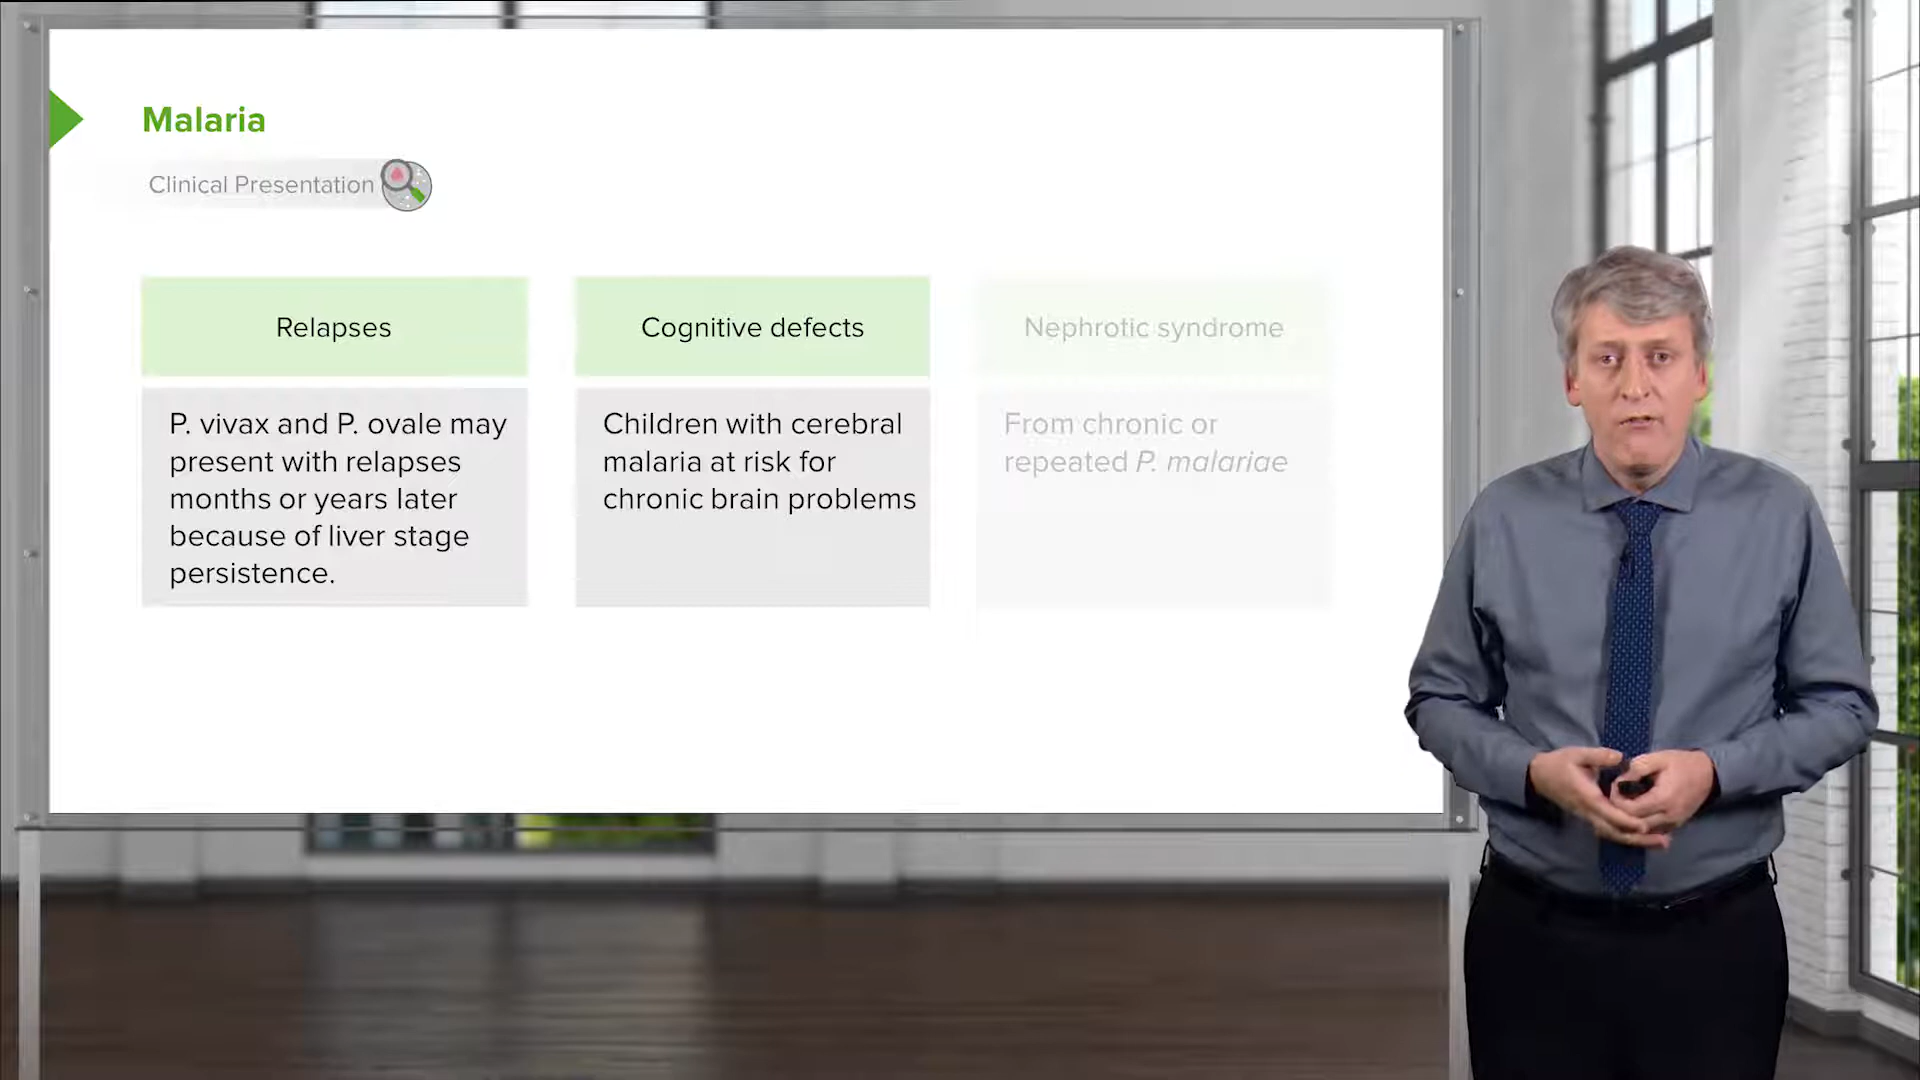 Malaria
Clinical Presentation
Relapses
P. vivax and P. ovale may
present with relapses
months or years later
because of liver stage
persistence.
Cognitive defects
Children with cerebral
malaria at risk for
chronic brain problems
Nephrotic syndrome
From chronic or
repeated P. malariae